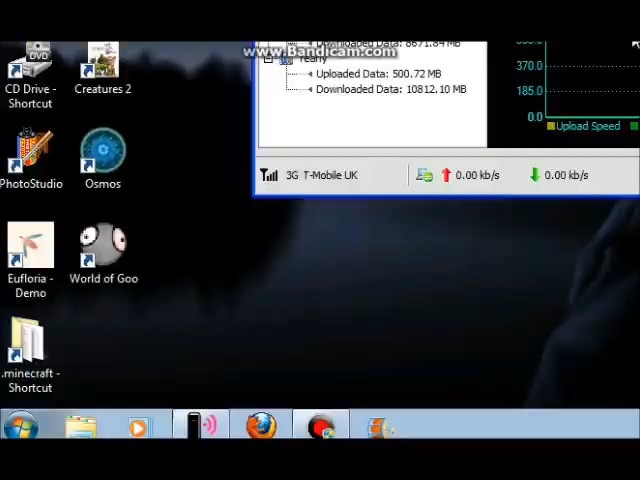 www.Bandicam.com
Downloaded Data: 8671.84 MB
Yearly
Uploaded Data: 500.72 MB
Downloaded Data: 10812.10 MB
370.0
185.0
0.0
Upload Speed
3G T-Mobile UK
0.00 kb/s
0.00 kb/s
DVD
CD Drive -
Shortcut
Creatures 2
PhotoStudio
Osmos
Eufloria -
Demo
World of Goo
.minecraft -
Shortcut